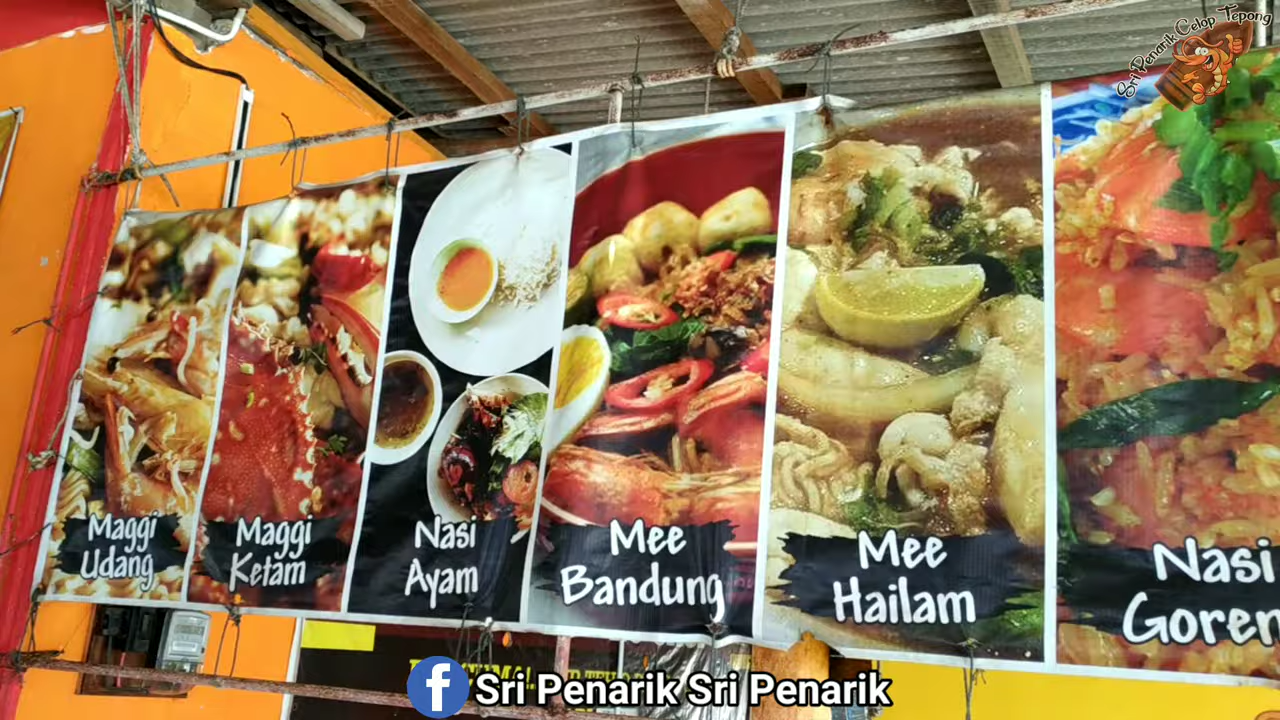 Sri Penarik Celop Tepong
Maggi
Udang
Maggi
Ketam
Nasi
Ayam
Mee
Bandung
Mee
Hailam
Nasi
Goren
Sri Penarik Sri Penarik